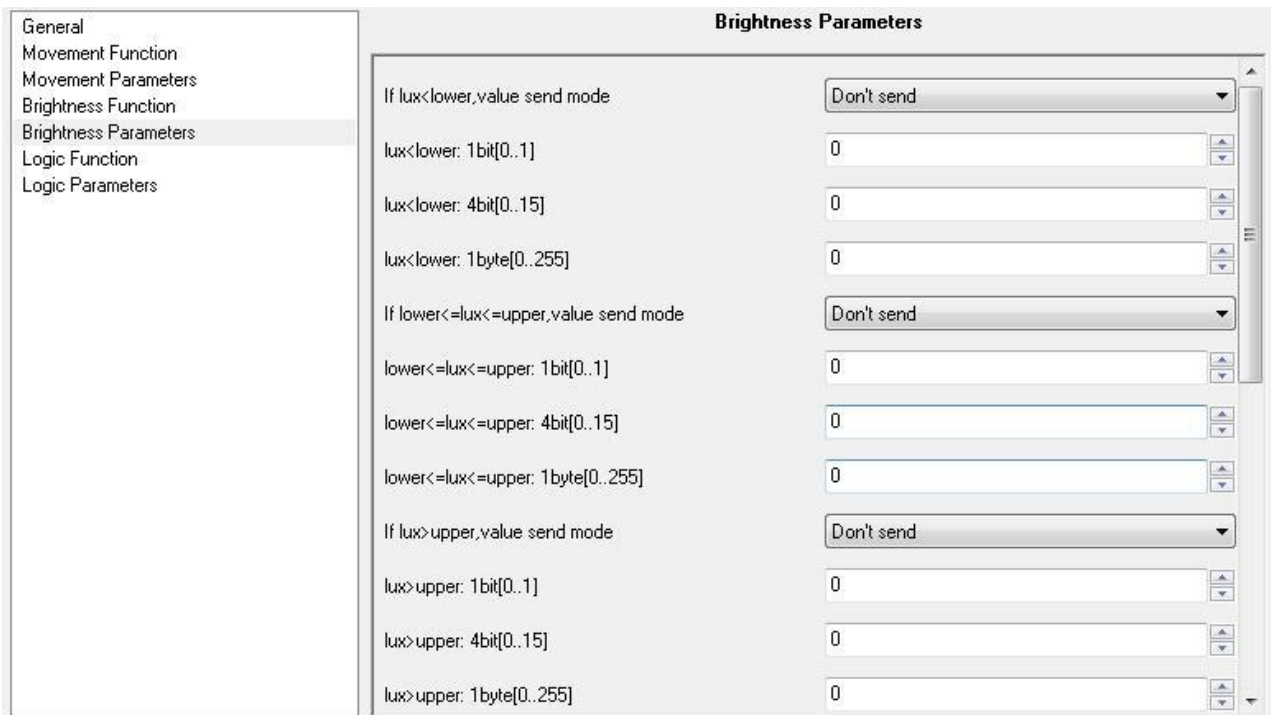 General
Movement Function
Movement Parameters
Brightness Function
Brightness Parameters
Logic Function
Logic Parameters
Brightness Parameters
If lux<lower,value send mode Don't send
lux<lower: 1bit[0..1] 0
lux<lower: 4bit[0..15] 0
lux<lower: 1byte[0..255] 0
If lower<=lux<=upper,value send mode Don't send
lower<=lux<=upper: 1bit[0..1] 0
lower<=lux<=upper: 4bit[0..15] 0
lower<=lux<=upper: 1byte[0..255] 0
If lux>upper,value send mode Don't send
lux>upper: 1bit[0..1] 0
lux>upper: 4bit[0..15] 0
lux>upper: 1byte[0..255] 0